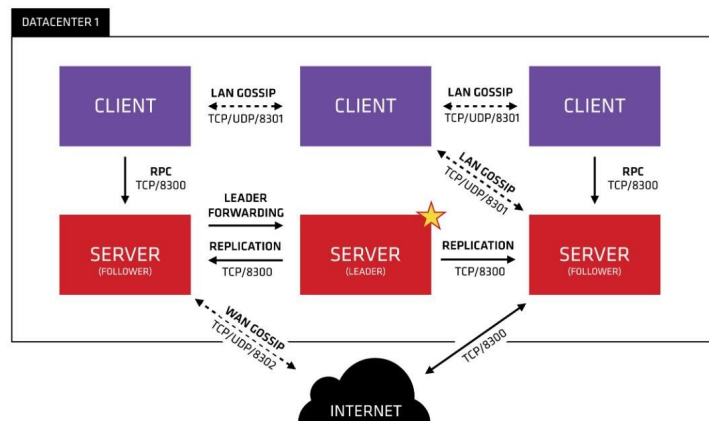 DATACENTER 1
CLIENT
LAN GOSSIP
TCP/UDP/8301
CLIENT
LAN GOSSIP
TCP/UDP/8301
CLIENT
RPC
TCP/8300
LAN GOSSIP
TCP/UDP/8301
RPC
TCP/8300
LEADER
FORWARDING
SERVER
(FOLLOWER)
REPLICATION
TCP/8300
SERVER
(LEADER)
REPLICATION
TCP/8300
SERVER
(FOLLOWER)
WAN GOSSIP
TCP/UDP/8302
TCP/8300
INTERNET